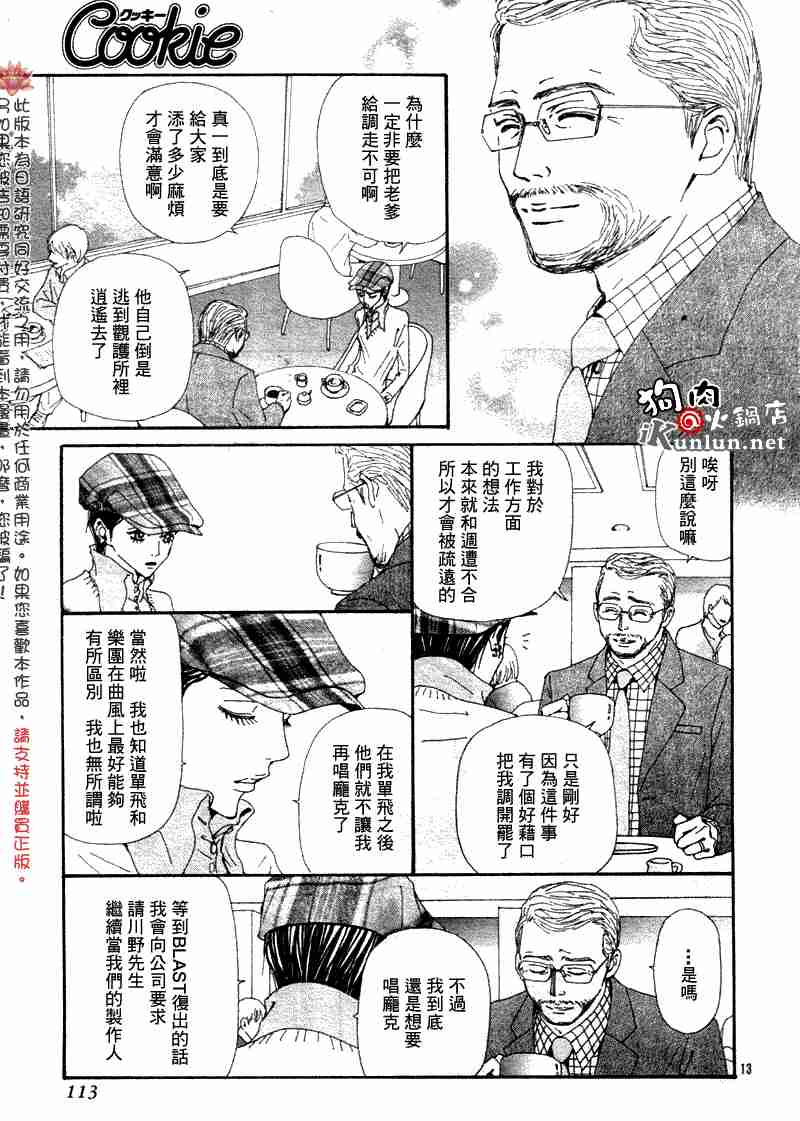 クッキー
Cookie
為什麼
一定非要把老爹
給調走不可啊
真一到底是要
給大家
添了多少麻煩
才會滿意啊
他自己倒是
逃到觀護所裡
逍遙去了
狗肉火鍋店
iKunlun.net
唉呀
別這麼說嘛
我對於
工作方面
的想法
本來就和週遭不合
所以才會被疏遠的
只是剛好
因為這件事
有了個好藉口
把我調開罷了
在我單飛之後
他們就不讓我
再唱龐克了
當然啦 我也知道單飛和
樂團在曲風上最好能夠
有所區別 我也無所謂啦
…是嗎
不過
我到底
還是想要
唱龐克
等到BLAST復出的話
我會向公司要求
請川野先生
繼續當我們的製作人
13
113
此版本為日語研究同好交流之用,請勿用於任何商業用途。如果您喜歡本作品,請支持並購買正版。